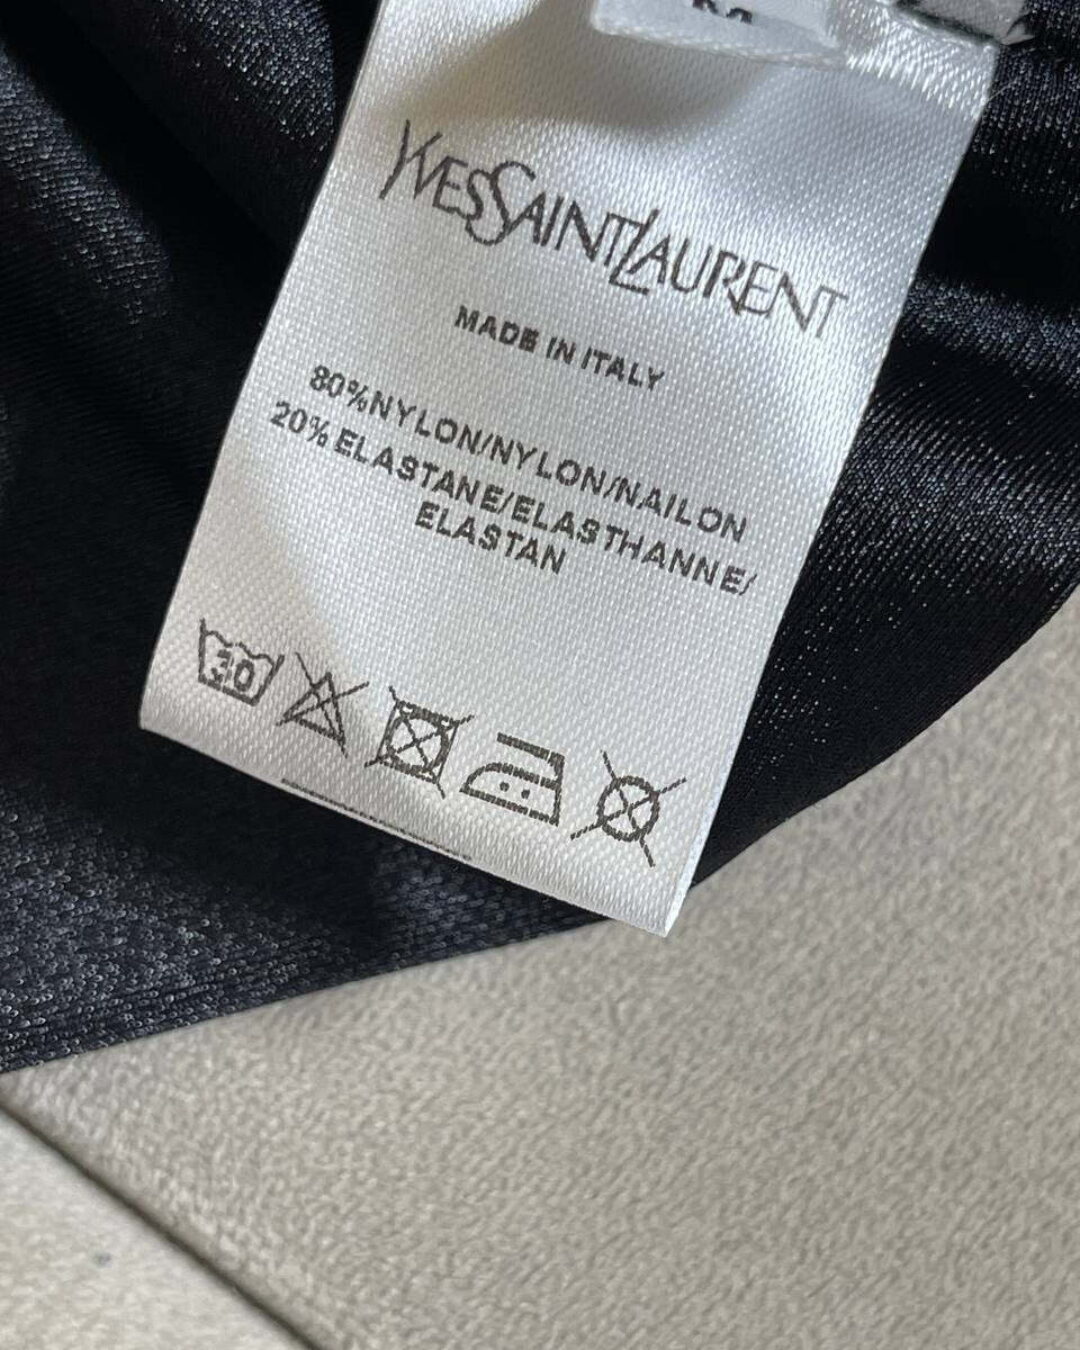 YVESSAINTLAURENT
MADE IN ITALY
80%NYLON/NYLON/NAILON
20% ELASTANE/ELASTHANNE/
ELASTAN
30